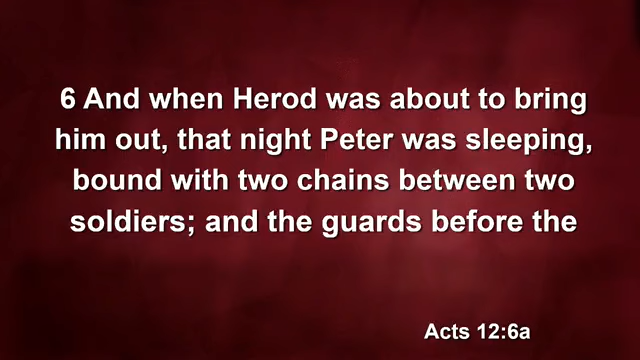 6 And when Herod was about to bring
him out, that night Peter was sleeping,
bound with two chains between two
soldiers; and the guards before the
Acts 12:6a